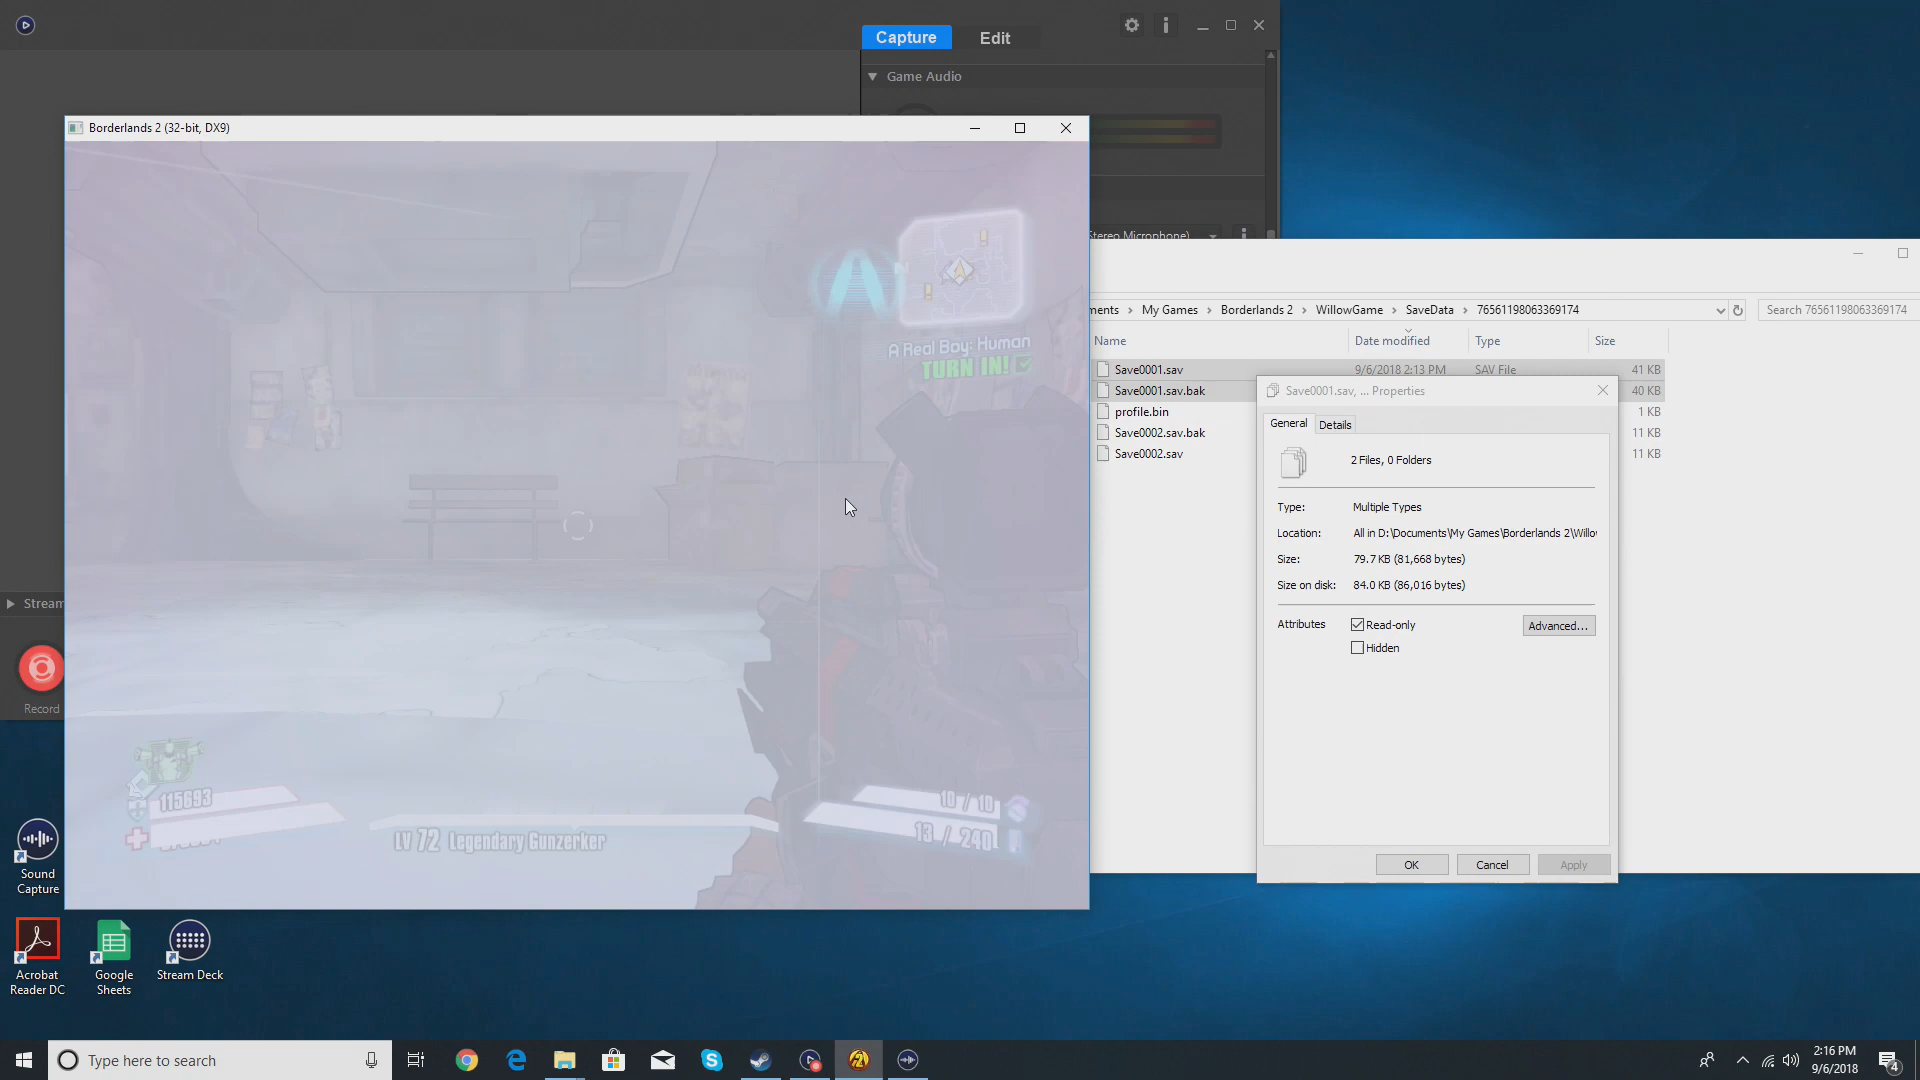 Capture
Edit
Game Audio
Borderlands 2 (32-bit, DX9)
Stereo Microphone)
My Games
Borderlands 2
WillowGame
SaveData
76561198063369174
Search 76561198063369174
Name
Date modified
Type
Size
Save0001.sav
9/6/2018 2:13 PM
SAV File
41 KB
Save0001.sav.bak
40 KB
profile.bin
1 KB
Save0002.sav.bak
11 KB
Save0002.sav
11 KB
Save0001.sav, ... Properties
General
Details
2 Files, 0 Folders
Type:
Multiple Types
Location:
All in D:\Documents\My Games\Borderlands 2\Willo
Size:
79.7 KB (81,668 bytes)
Size on disk:
84.0 KB (86,016 bytes)
Attributes
Read-only
Advanced...
Hidden
OK
Cancel
Apply
A Real Boy: Human
TURN IN!
115693
10 / 10
13 / 240
LV 72 Legendary Gunzerker
Stream
Record
Sound
Capture
Acrobat
Reader DC
Google
Sheets
Stream Deck
Type here to search
2:16 PM
9/6/2018
4